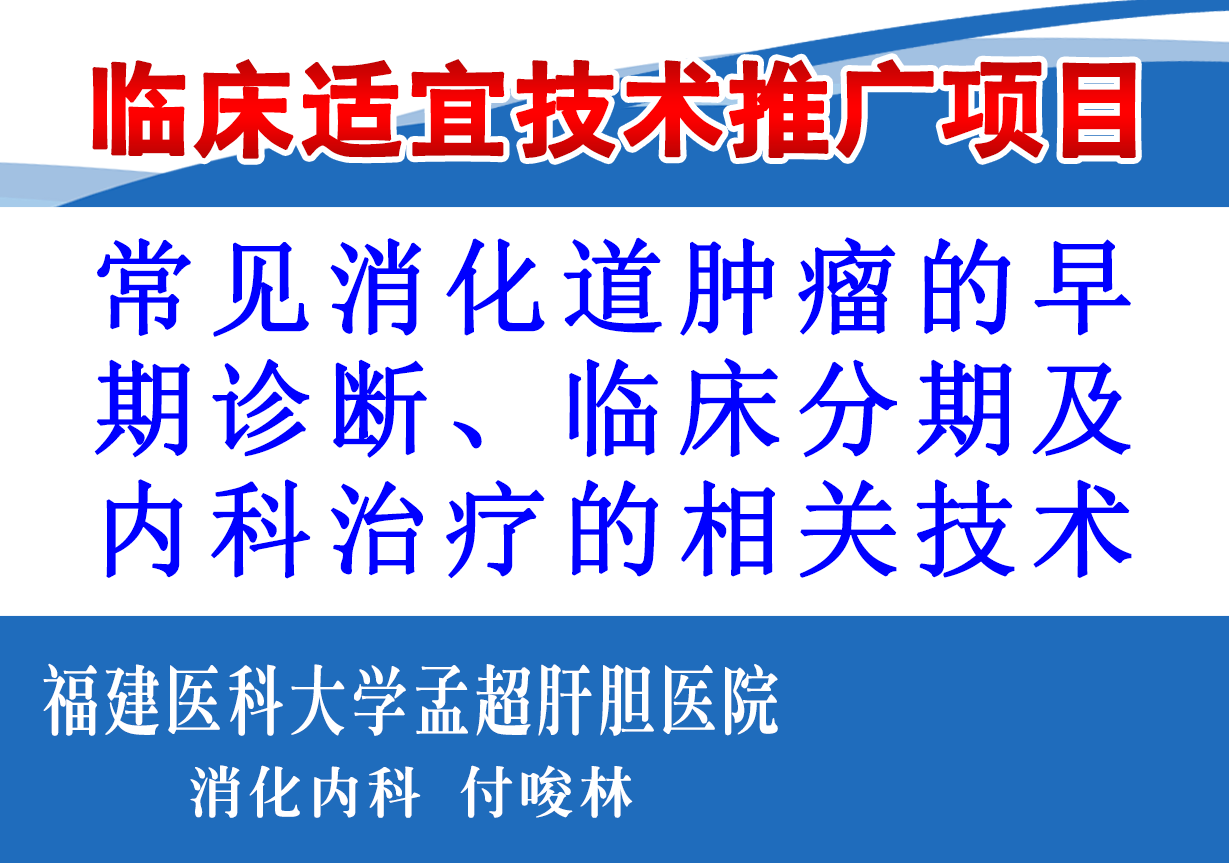 临床适宜技术推广项目
常见消化道肿瘤的早
期诊断、临床分期及
内科治疗的相关技术
福建医科大学孟超肝胆医院
消化内科 付唆林